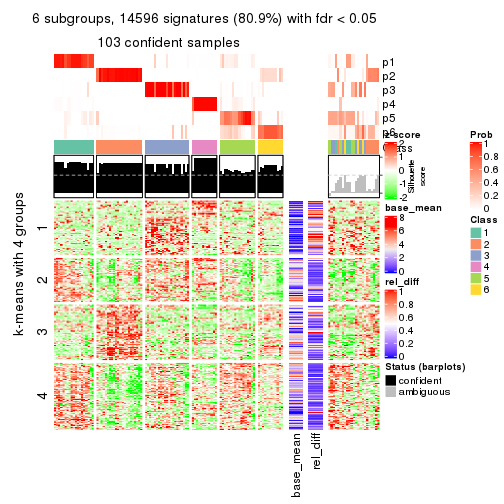 6 subgroups, 14596 signatures (80.9%) with fdr < 0.05
103 confident samples
p1
p2
p3
p4
p5
p6
Class
Silhouette
score
k-means with 4 groups
1
2
3
4
base_mean
rel_diff
z-score
2
1
0
-1
-2
base_mean
8
6
4
2
0
rel_diff
1
0.8
0.6
0.4
0.2
0
Status (barplots)
confident
ambiguous
Prob
1
0.8
0.6
0.4
0.2
0
Class
1
2
3
4
5
6